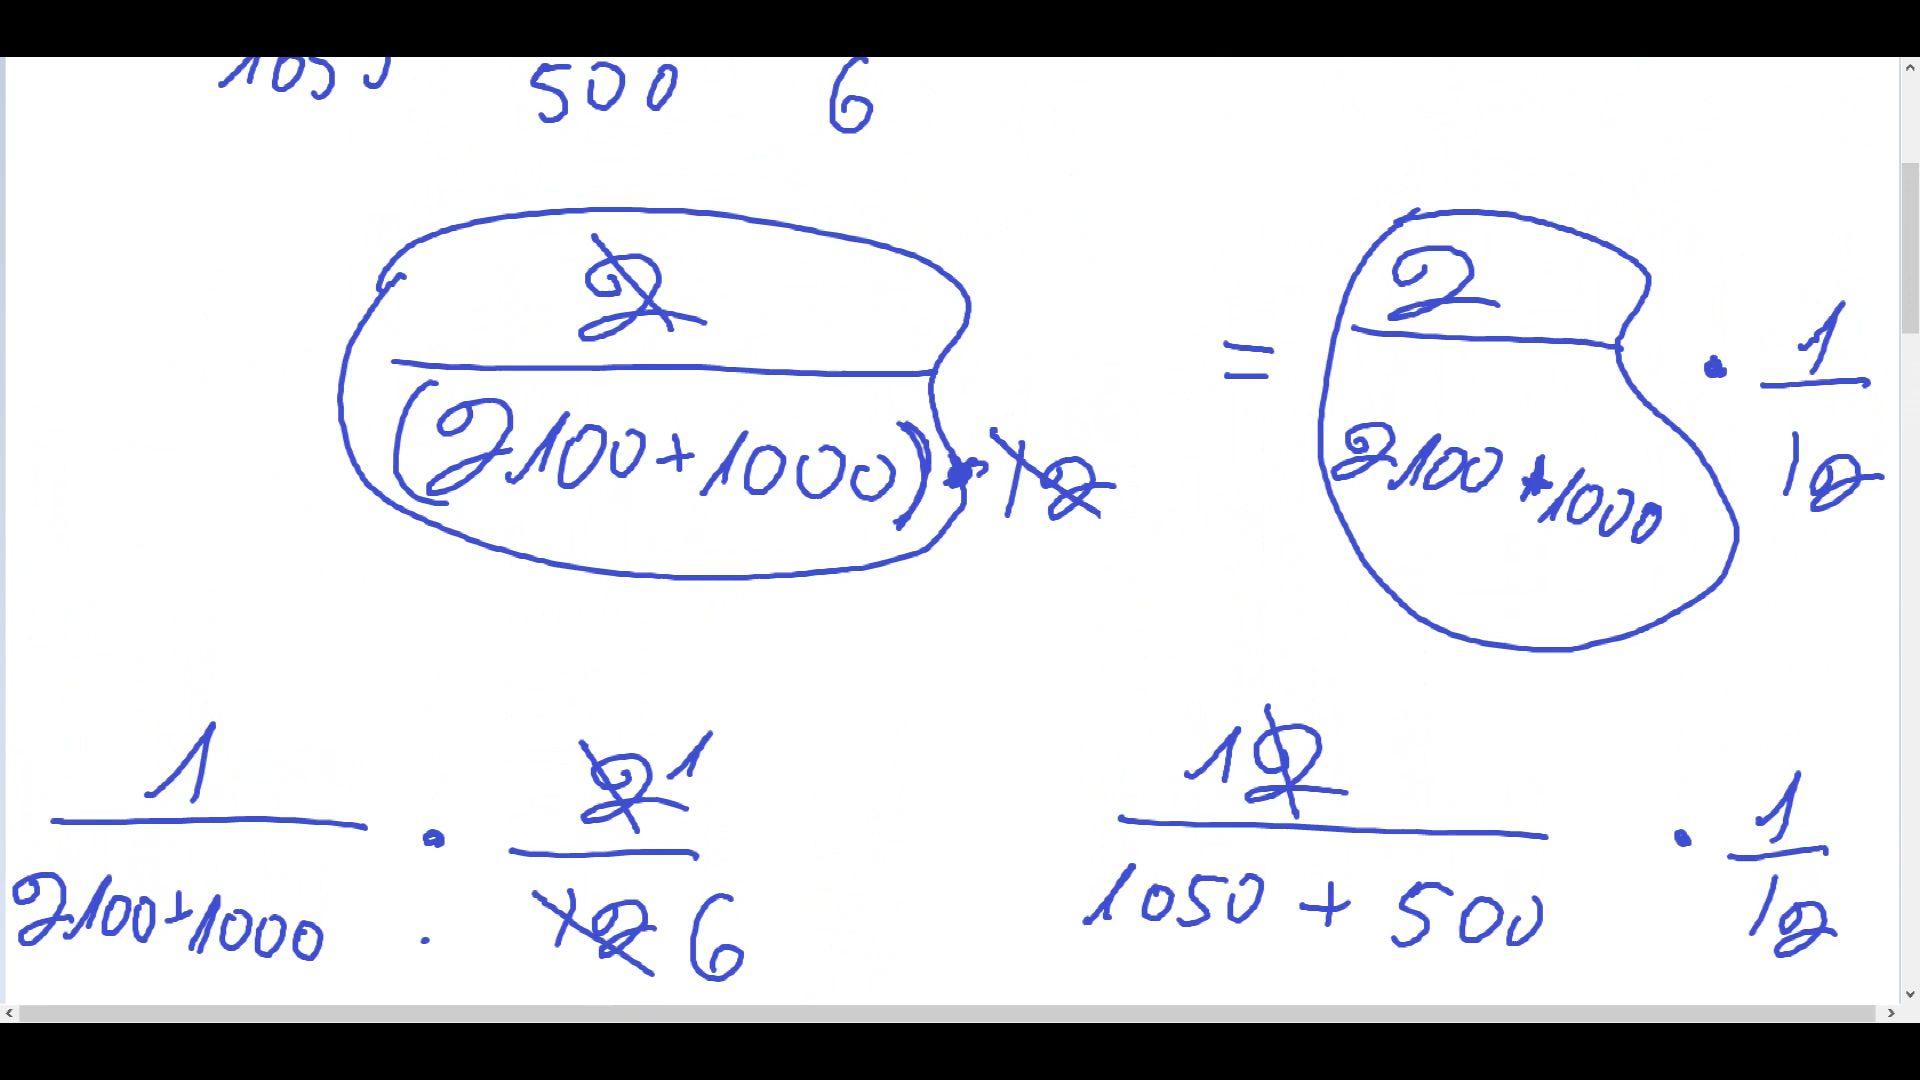 500 6
2 = 2 · 1
(2100+1000) · 12 2100+1000 12
1 · 2 1 12 · 1
2100+1000 · 12 6 1050 + 500 12